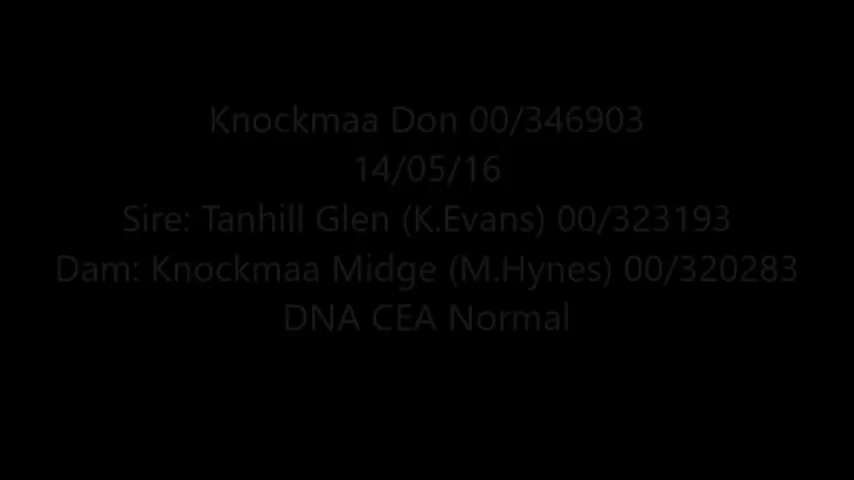 Knockmaa Don 00/346903
14/05/16
Sire: Tanhill Glen (K.Evans) 00/323193
Dam: Knockmaa Midge (M.Hynes) 00/320283
DNA CEA Normal